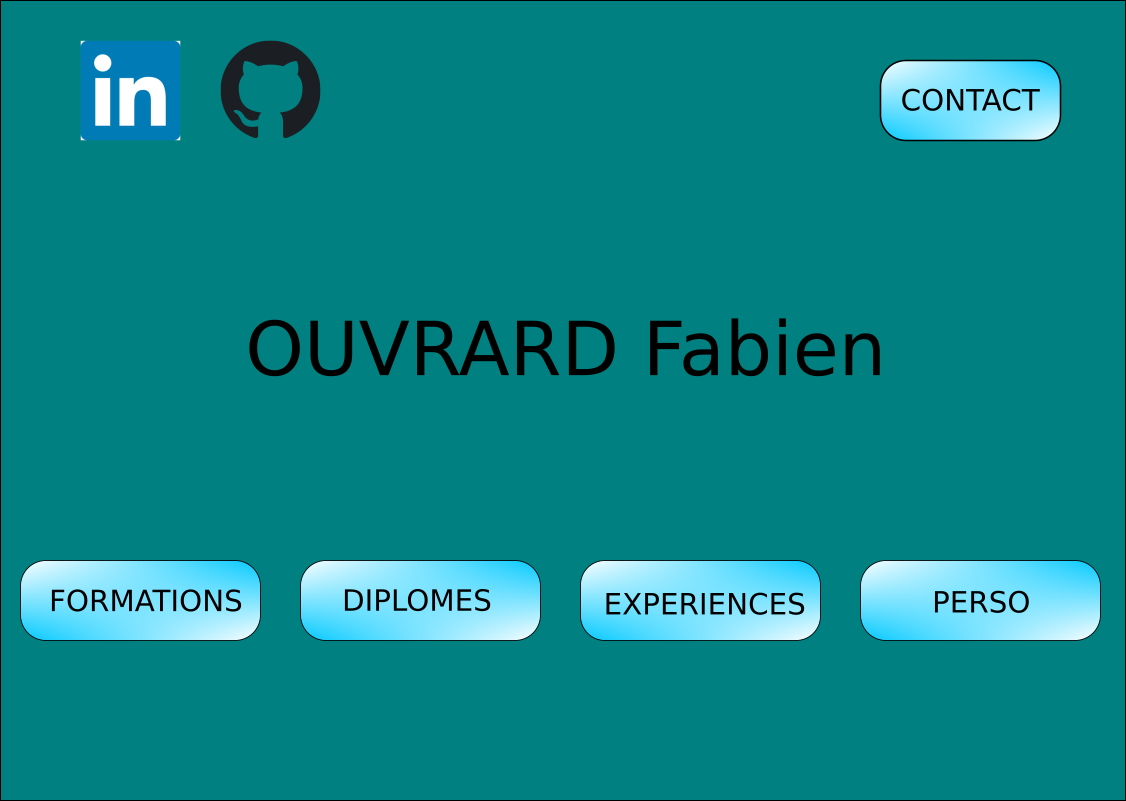 in
CONTACT
OUVRARD Fabien
FORMATIONS
DIPLOMES
EXPERIENCES
PERSO